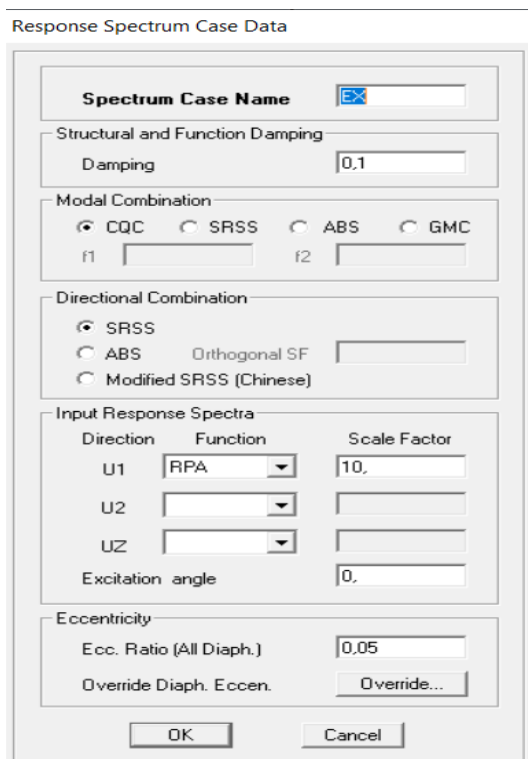 Response Spectrum Case Data
Spectrum Case Name EX
Structural and Function Damping
Damping 0,1
Modal Combination
CQC SRSS ABS GMC
f1 f2
Directional Combination
SRSS
ABS Orthogonal SF
Modified SRSS (Chinese)
Input Response Spectra
Direction Function Scale Factor
U1 RPA 10,
U2
UZ
Excitation angle 0,
Eccentricity
Ecc. Ratio (All Diaph.) 0,05
Override Diaph. Eccen. Override...
OK Cancel